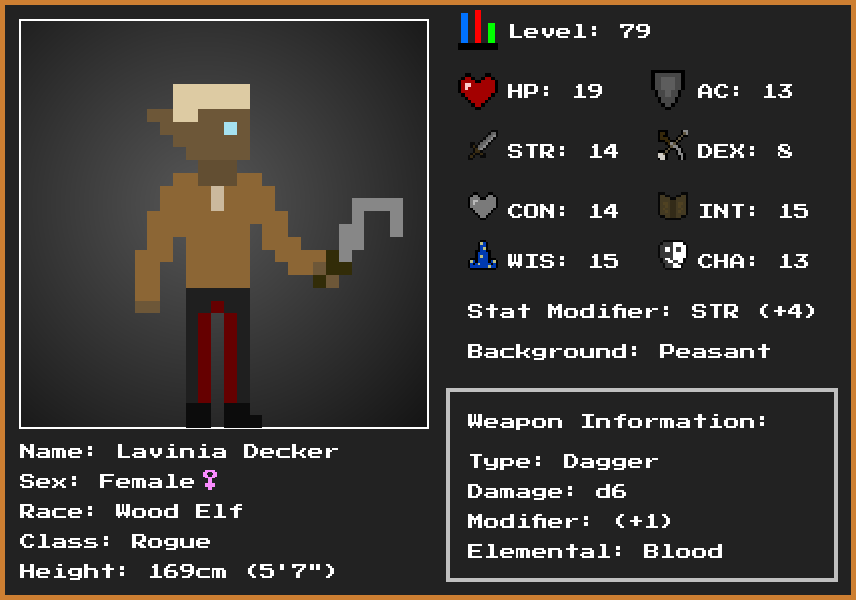 Level: 79
HP: 19
AC: 13
STR: 14
DEX: 8
CON: 14
INT: 15
WIS: 15
CHA: 13
Stat Modifier: STR (+4)
Background: Peasant
Weapon Information:
Type: Dagger
Damage: d6
Modifier: (+1)
Elemental: Blood
Name: Lavinia Decker
Sex: Female♀
Race: Wood Elf
Class: Rogue
Height: 169cm (5'7")